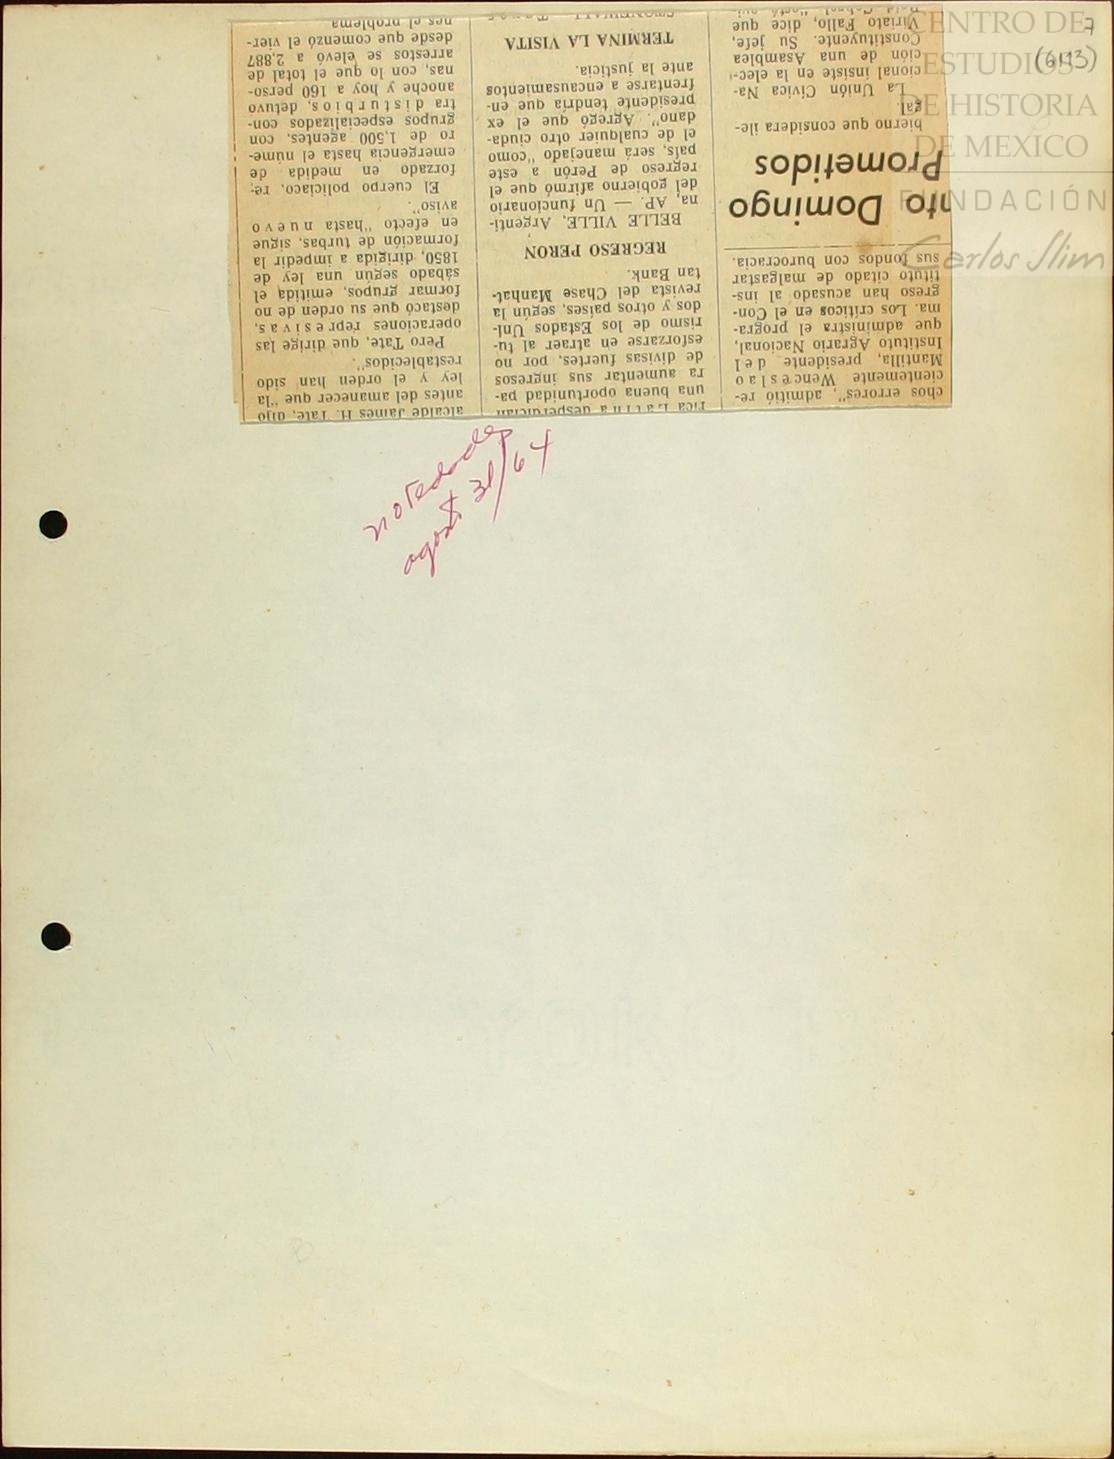 chos errores", admitió re-
cientemente Wenceslao
Mantilla, presidente del
Instituto Agrario Nacional,
que administra el progra-
ma. Los críticos en el Con-
greso han acusado al ins-
tituto citado de malgastar
sus fondos con burocracia.
nto Domingo
Prometidos
bierno que considera ile-
gal.
La Unión Cívica Na-
cional insiste en la elec-
ción de una Asamblea
Constituyente. Su jefe,
Viriato Fallo, dice que
rica Latina desperdician
una buena oportunidad pa-
ra aumentar sus ingresos
de divisas fuertes, por no
esforzarse en atraer al tu-
rismo de los Estados Uni-
dos y otros países, según la
revista del Chase Manhat-
tan Bank.
REGRESO PERON
BELLE VILLE, Argenti-
na, AP. — Un funcionario
del gobierno afirmó que el
regreso de Perón a este
país, será manejado "como
el de cualquier otro ciuda-
dano". Agregó que el ex
presidente tendría que en-
frentarse a encausamientos
ante la justicia.
TERMINA LA VISITA
alcalde James H. Tate, dijo
antes del amanecer que "la
ley y el orden han sido
restablecidos".
Pero Tate, que dirige las
operaciones represivas,
destacó que su orden de no
formar grupos, emitida el
sábado según una ley de
1850, dirigida a impedir la
formación de turbas, sigue
en efecto "hasta nuevo
aviso".
El cuerpo policíaco, re-
forzado en medida de
emergencia hasta el núme-
ro de 1,500 agentes, con
grupos especializados con-
tra disturbios, detuvo
anoche y hoy a 160 perso-
nas, con lo que el total de
arrestos se elevó a 2,887
desde que comenzó el vier-
nes el problema
novedades
agosto 31/64
7
(6143)
CENTRO DE
ESTUDIOS
DE HISTORIA
DE MEXICO
FUNDACIÓN
Carlos Slim